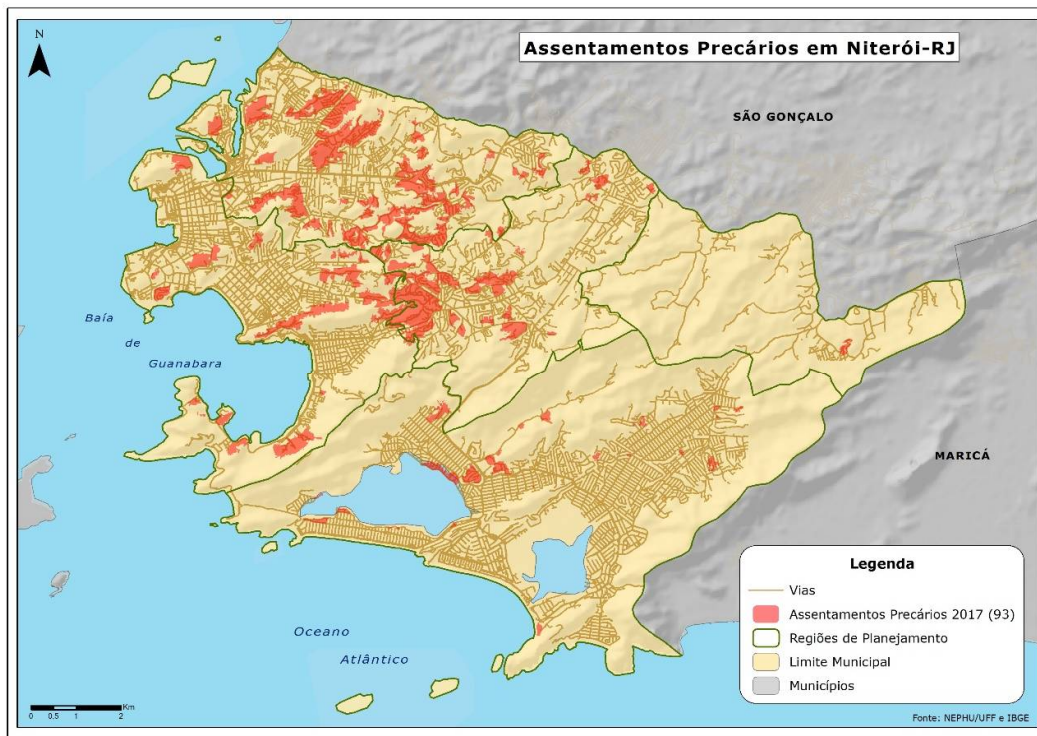 Assentamentos Precários em Niterói-RJ
N
SÃO GONÇALO
Baía
de
Guanabara
MARICÁ
Oceano
Atlântico
Legenda
Vias
Assentamentos Precários 2017 (93)
Regiões de Planejamento
Limite Municipal
Municípios
Km
0 0.5 1 2
Fonte: NEPHU/UFF e IBGE